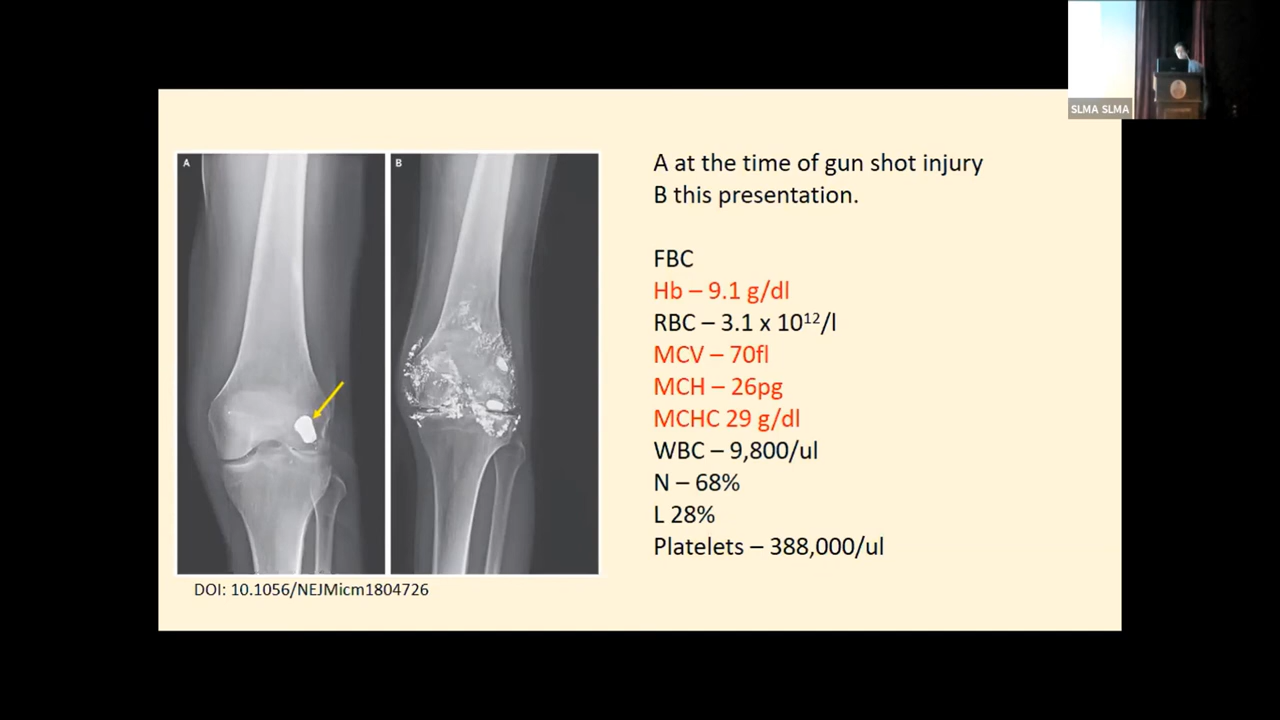 SLMA SLMA
A
B
A at the time of gun shot injury
B this presentation.
FBC
Hb – 9.1 g/dl
RBC – 3.1 x 10¹²/l
MCV – 70fl
MCH – 26pg
MCHC 29 g/dl
WBC – 9,800/ul
N – 68%
L 28%
Platelets – 388,000/ul
DOI: 10.1056/NEJMicm1804726